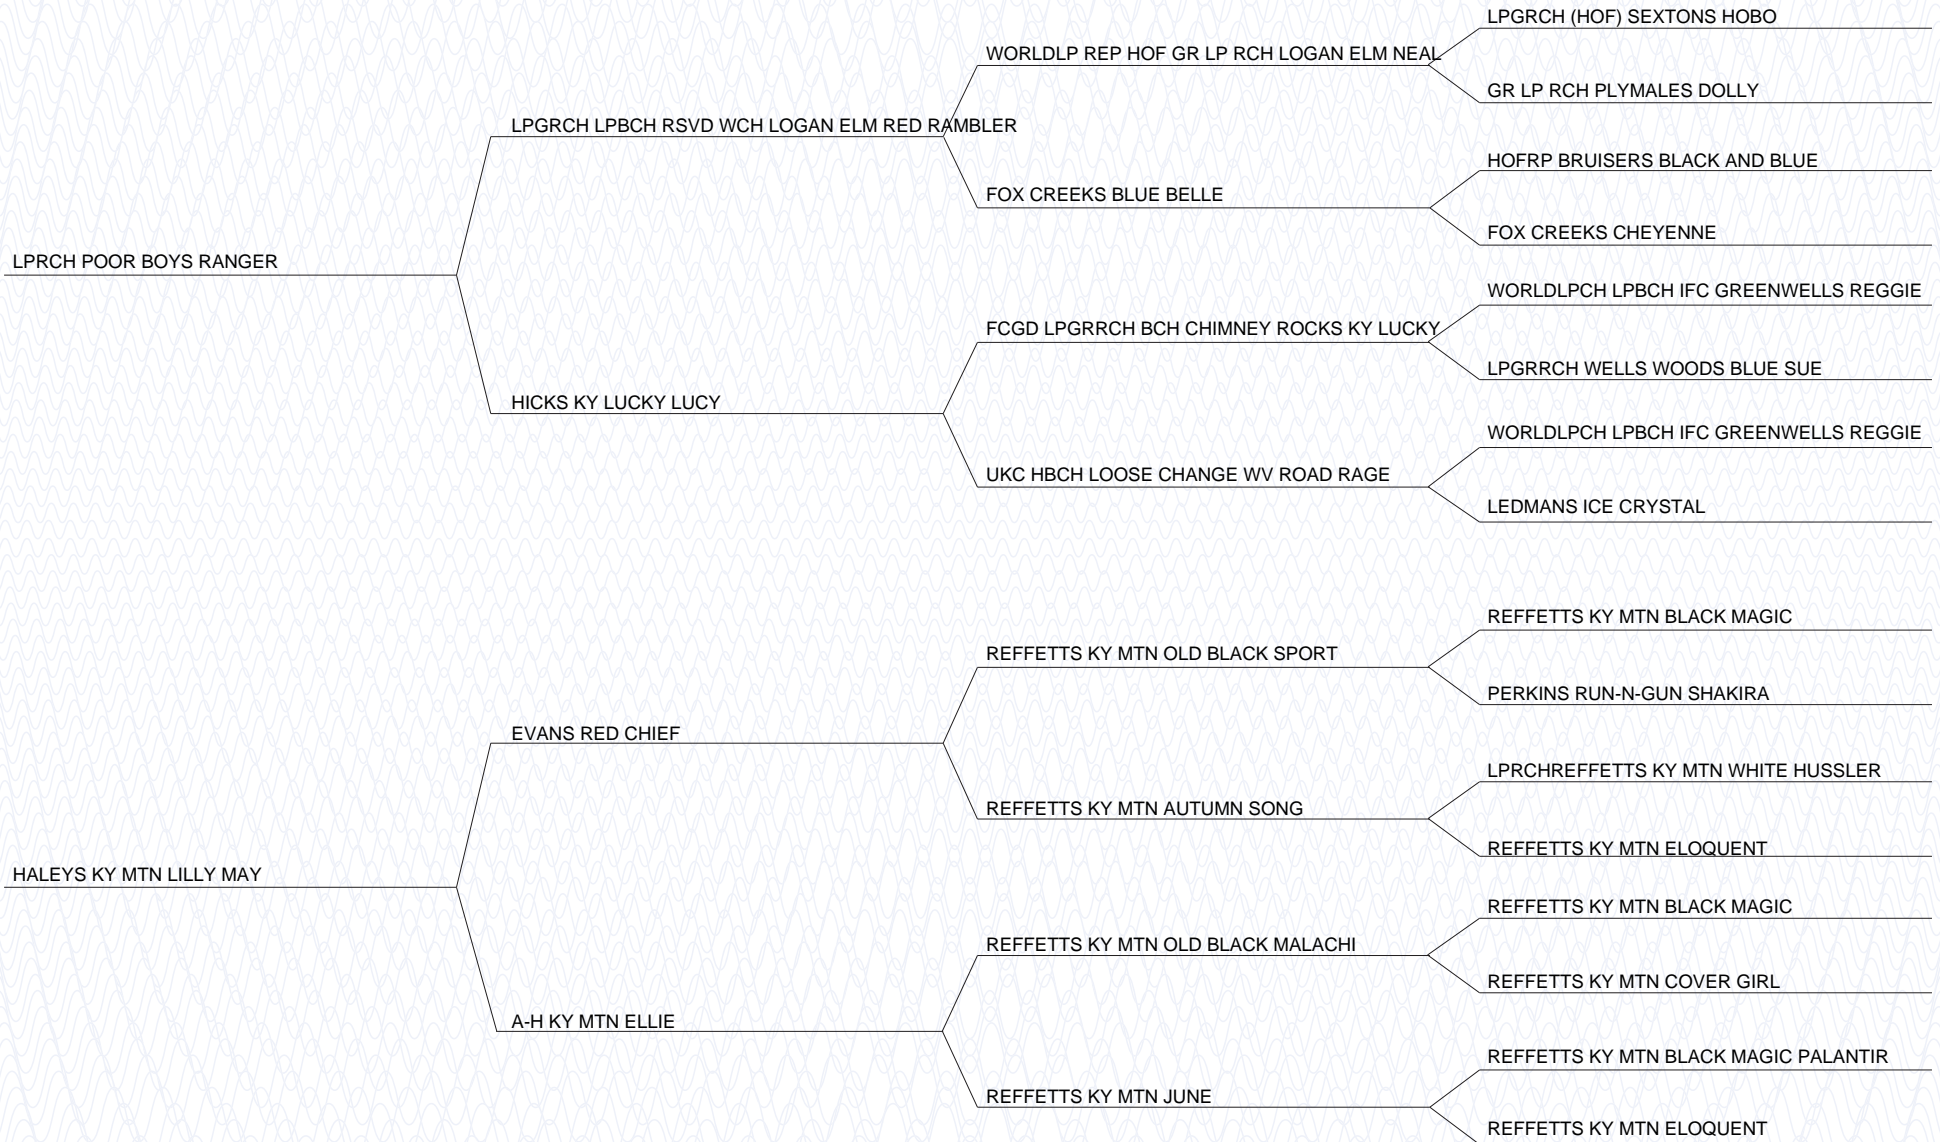 LPGRCH (HOF) SEXTONS HOBO
WORLDLP REP HOF GR LP RCH LOGAN ELM NEAL
GR LP RCH PLYMALES DOLLY
LPGRCH LPBCH RSVD WCH LOGAN ELM RED RAMBLER
HOFRP BRUISERS BLACK AND BLUE
FOX CREEKS BLUE BELLE
FOX CREEKS CHEYENNE
LPRCH POOR BOYS RANGER
WORLDLPCH LPBCH IFC GREENWELLS REGGIE
FCGD LPGRRCH BCH CHIMNEY ROCKS KY LUCKY
LPGRRCH WELLS WOODS BLUE SUE
HICKS KY LUCKY LUCY
WORLDLPCH LPBCH IFC GREENWELLS REGGIE
UKC HBCH LOOSE CHANGE WV ROAD RAGE
LEDMANS ICE CRYSTAL
REFFETTS KY MTN BLACK MAGIC
REFFETTS KY MTN OLD BLACK SPORT
PERKINS RUN-N-GUN SHAKIRA
EVANS RED CHIEF
LPRCHREFFETTS KY MTN WHITE HUSSLER
REFFETTS KY MTN AUTUMN SONG
REFFETTS KY MTN ELOQUENT
HALEYS KY MTN LILLY MAY
REFFETTS KY MTN BLACK MAGIC
REFFETTS KY MTN OLD BLACK MALACHI
REFFETTS KY MTN COVER GIRL
A-H KY MTN ELLIE
REFFETTS KY MTN BLACK MAGIC PALANTIR
REFFETTS KY MTN JUNE
REFFETTS KY MTN ELOQUENT